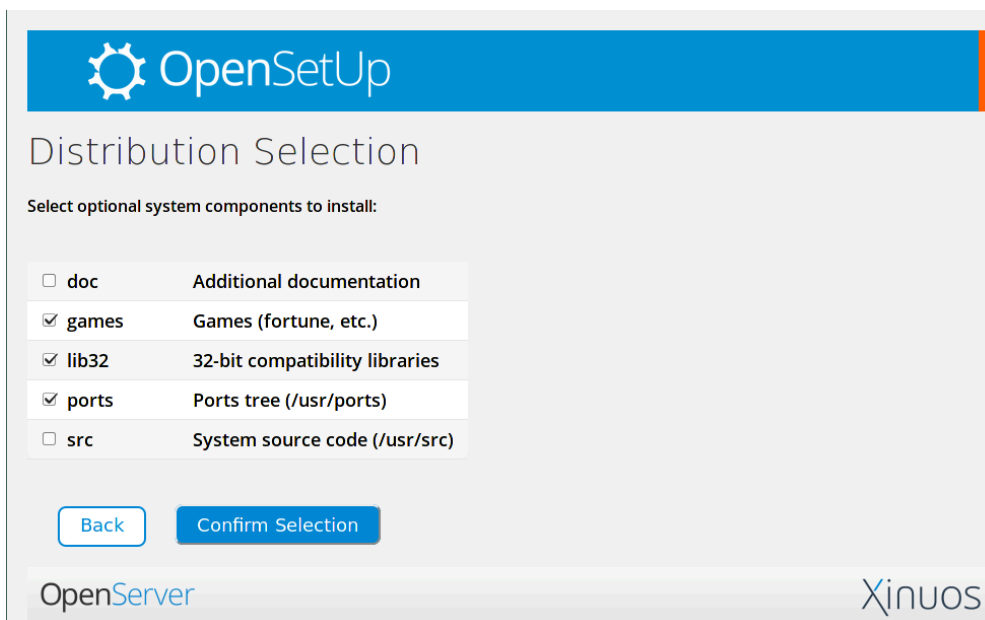 OpenSetUp
Distribution Selection
Select optional system components to install:
doc Additional documentation
games Games (fortune, etc.)
lib32 32-bit compatibility libraries
ports Ports tree (/usr/ports)
src System source code (/usr/src)
Back Confirm Selection
OpenServer Xinuos